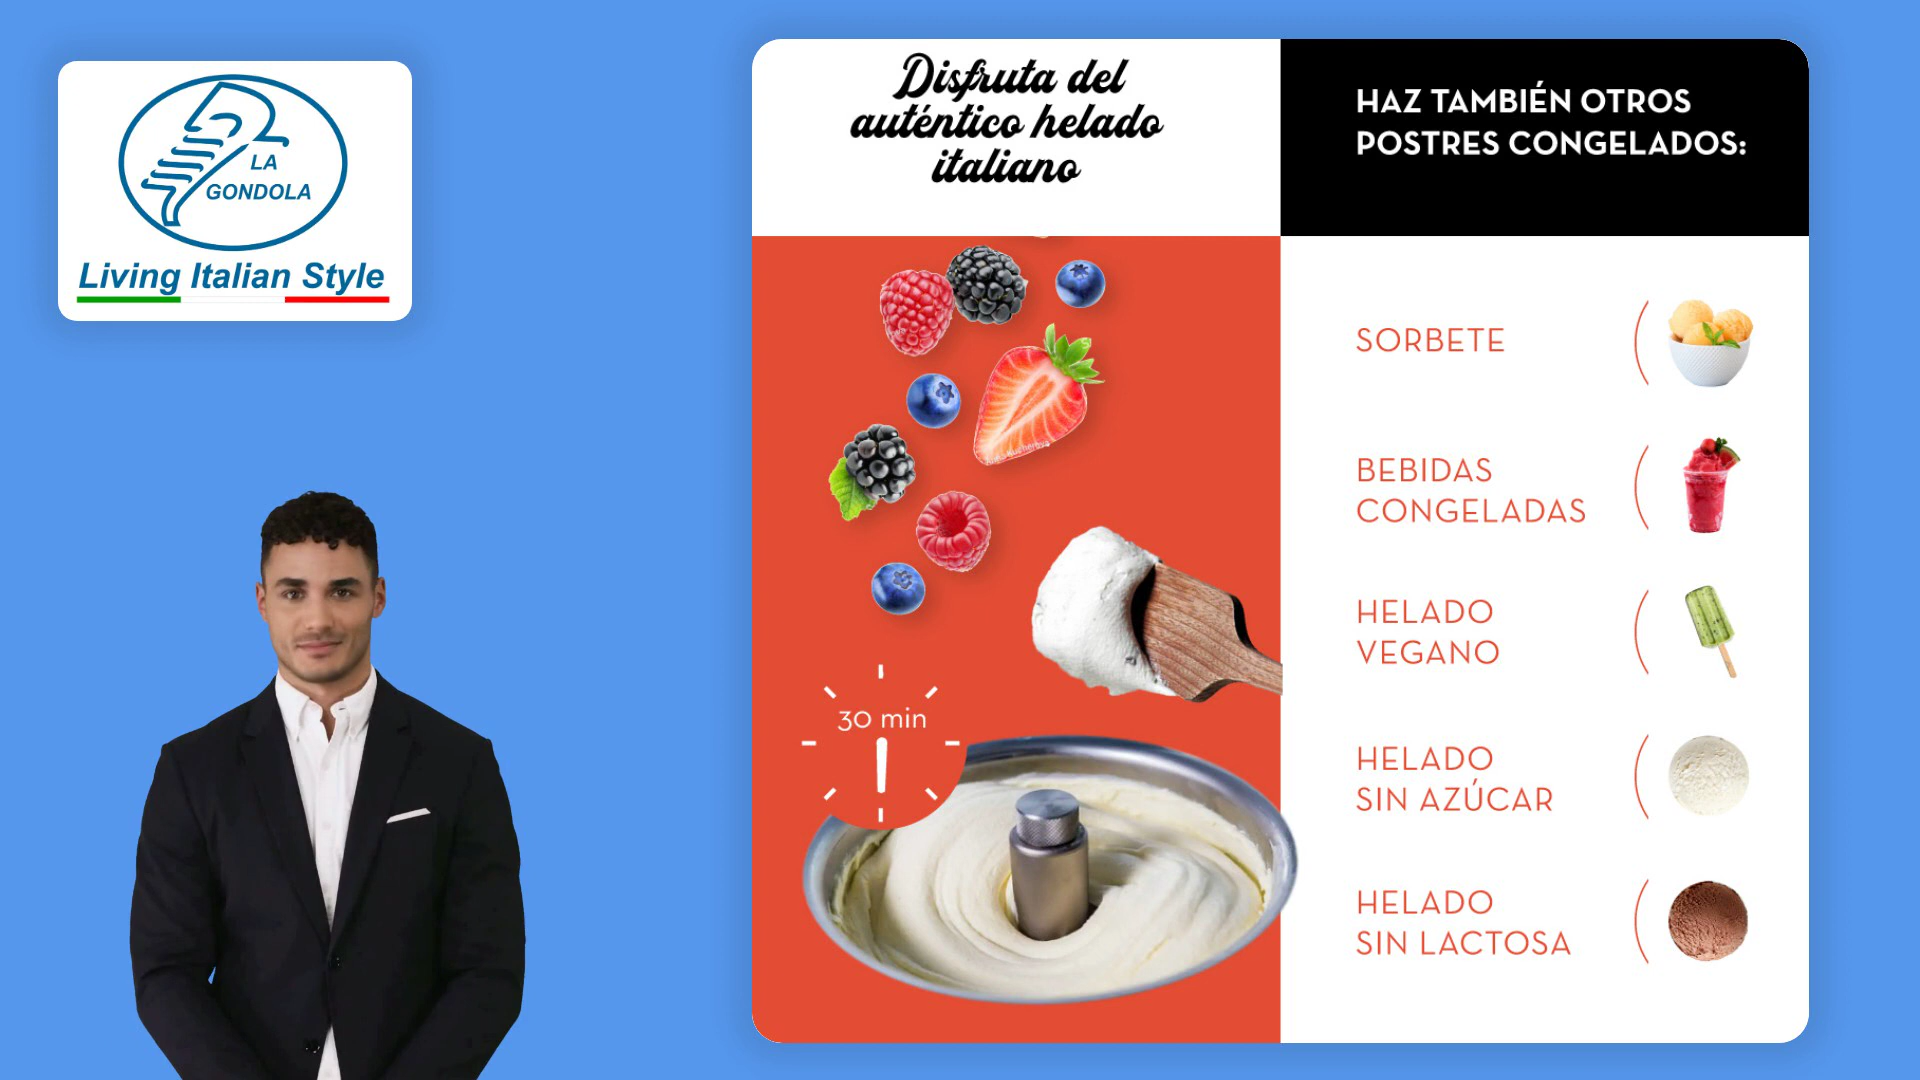 LA
GONDOLA
Living Italian Style
Disfruta del
auténtico helado
italiano
30 min
HAZ TAMBIÉN OTROS
POSTRES CONGELADOS:
SORBETE
BEBIDAS
CONGELADAS
HELADO
VEGANO
HELADO
SIN AZÚCAR
HELADO
SIN LACTOSA